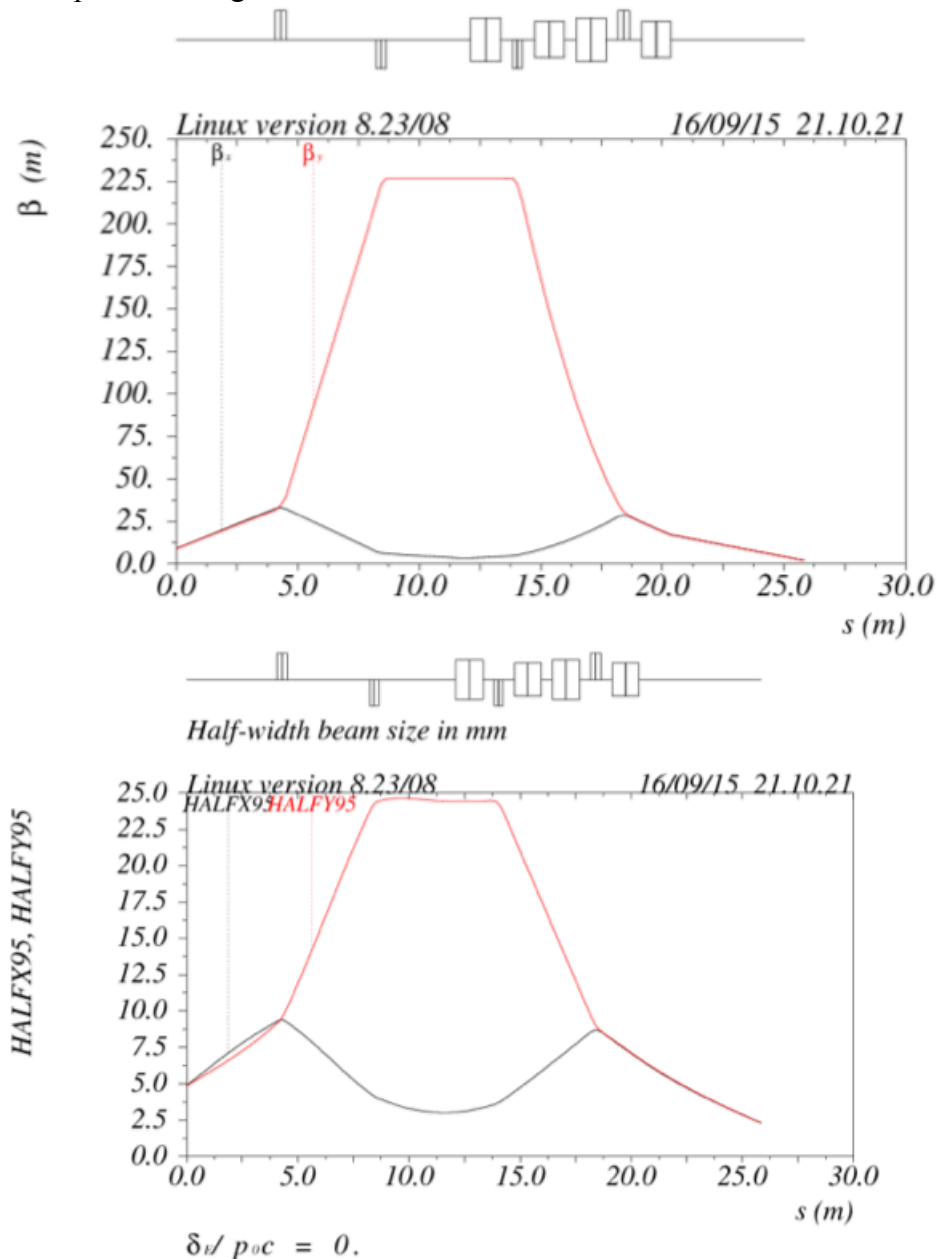 Linux version 8.23/08 16/09/15 21.10.21
β (m)
250.
225.
200.
175.
150.
125.
100.
75.
50.
25.
0.0
βx βy
0.0 5.0 10.0 15.0 20.0 25.0 30.0
s (m)
Half-width beam size in mm
Linux version 8.23/08 16/09/15 21.10.21
HALFX95, HALFY95
25.0
22.5
20.0
17.5
15.0
12.5
10.0
7.5
5.0
2.5
0.0
HALFX95 HALFY95
0.0 5.0 10.0 15.0 20.0 25.0 30.0
s (m)
δE/ p0c = 0.